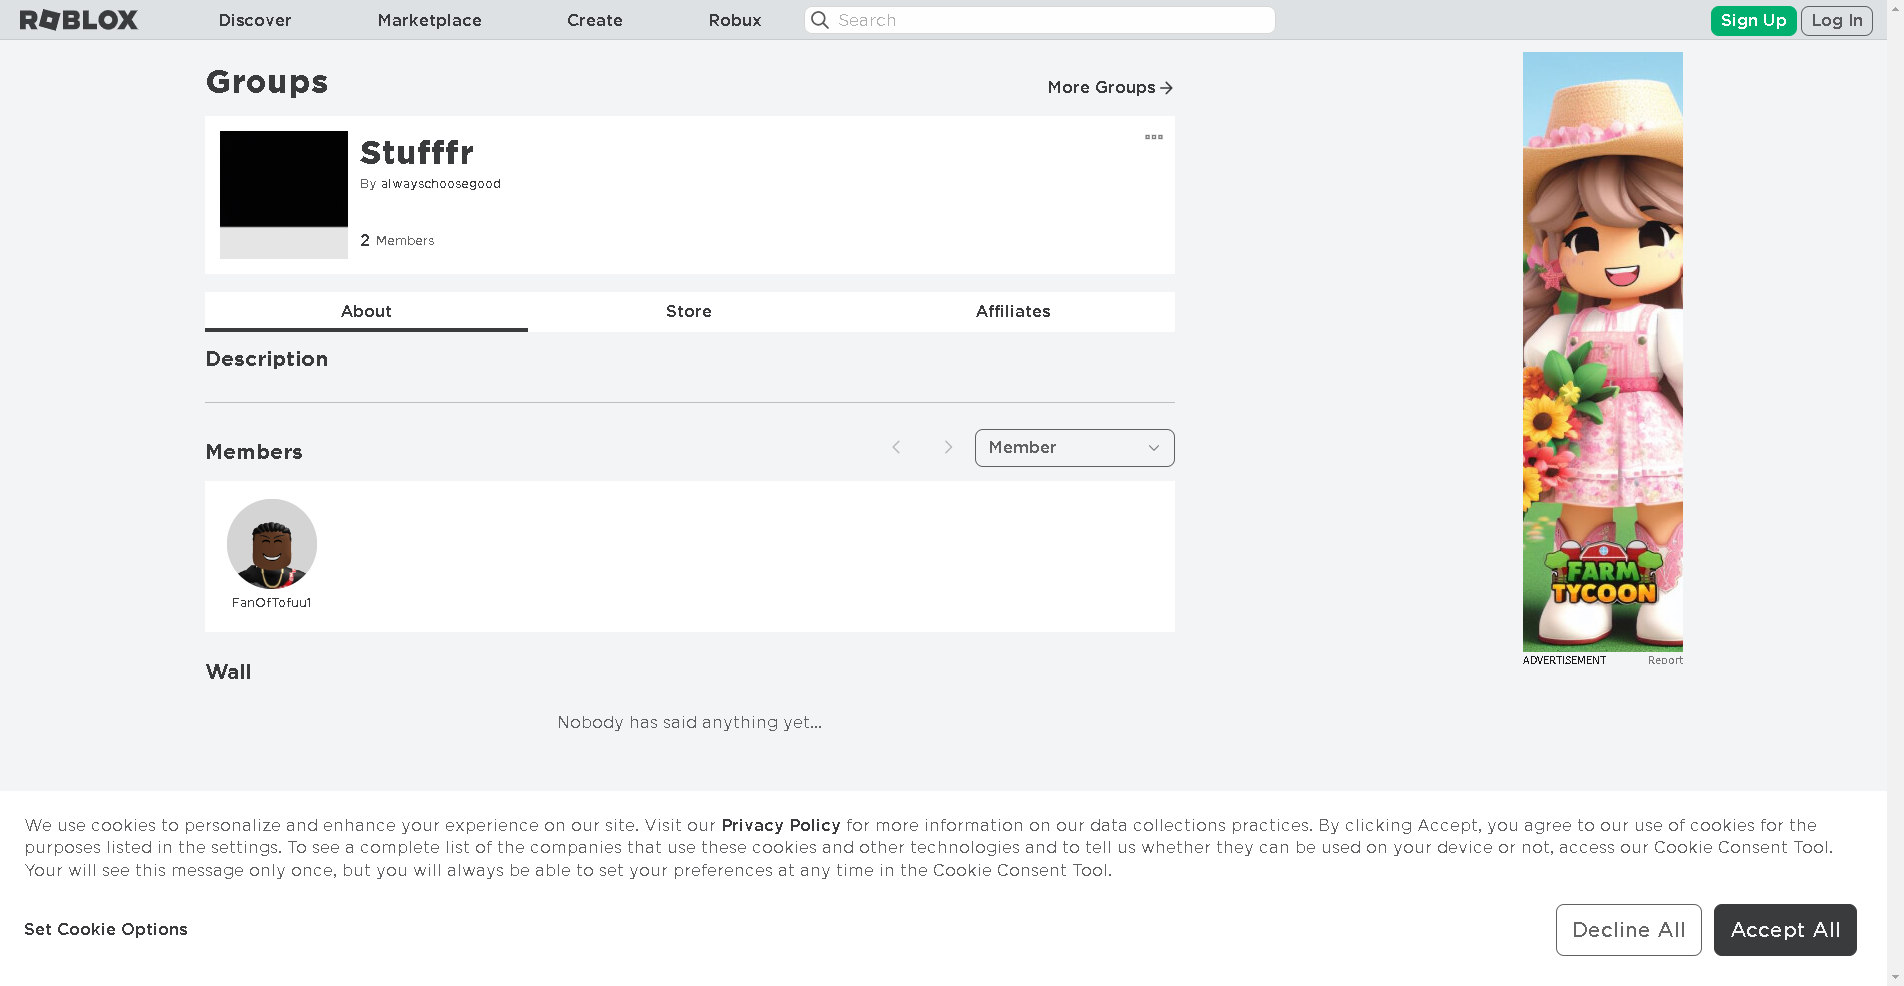 ROBLOX Discover Marketplace Create Robux Search Sign Up Log In
Groups
More Groups
Stufffr
By alwayschoosegood
2 Members
About Store Affiliates
Description
Members
Member
FanOfTofuu1
Wall
Nobody has said anything yet...
FARM
TYCOON
ADVERTISEMENT Report
We use cookies to personalize and enhance your experience on our site. Visit our Privacy Policy for more information on our data collections practices. By clicking Accept, you agree to our use of cookies for the
purposes listed in the settings. To see a complete list of the companies that use these cookies and other technologies and to tell us whether they can be used on your device or not, access our Cookie Consent Tool.
Your will see this message only once, but you will always be able to set your preferences at any time in the Cookie Consent Tool.
Set Cookie Options Decline All Accept All